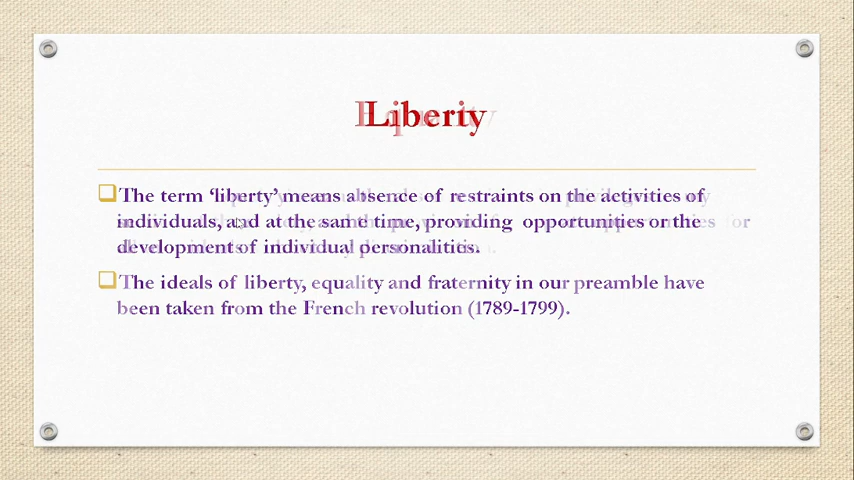 Liberty
The term ‘liberty’ means absence of restraints on the activities of
individuals, and at the same time, providing opportunities or the
development of individual personalities.
The ideals of liberty, equality and fraternity in our preamble have
been taken from the French revolution (1789-1799).